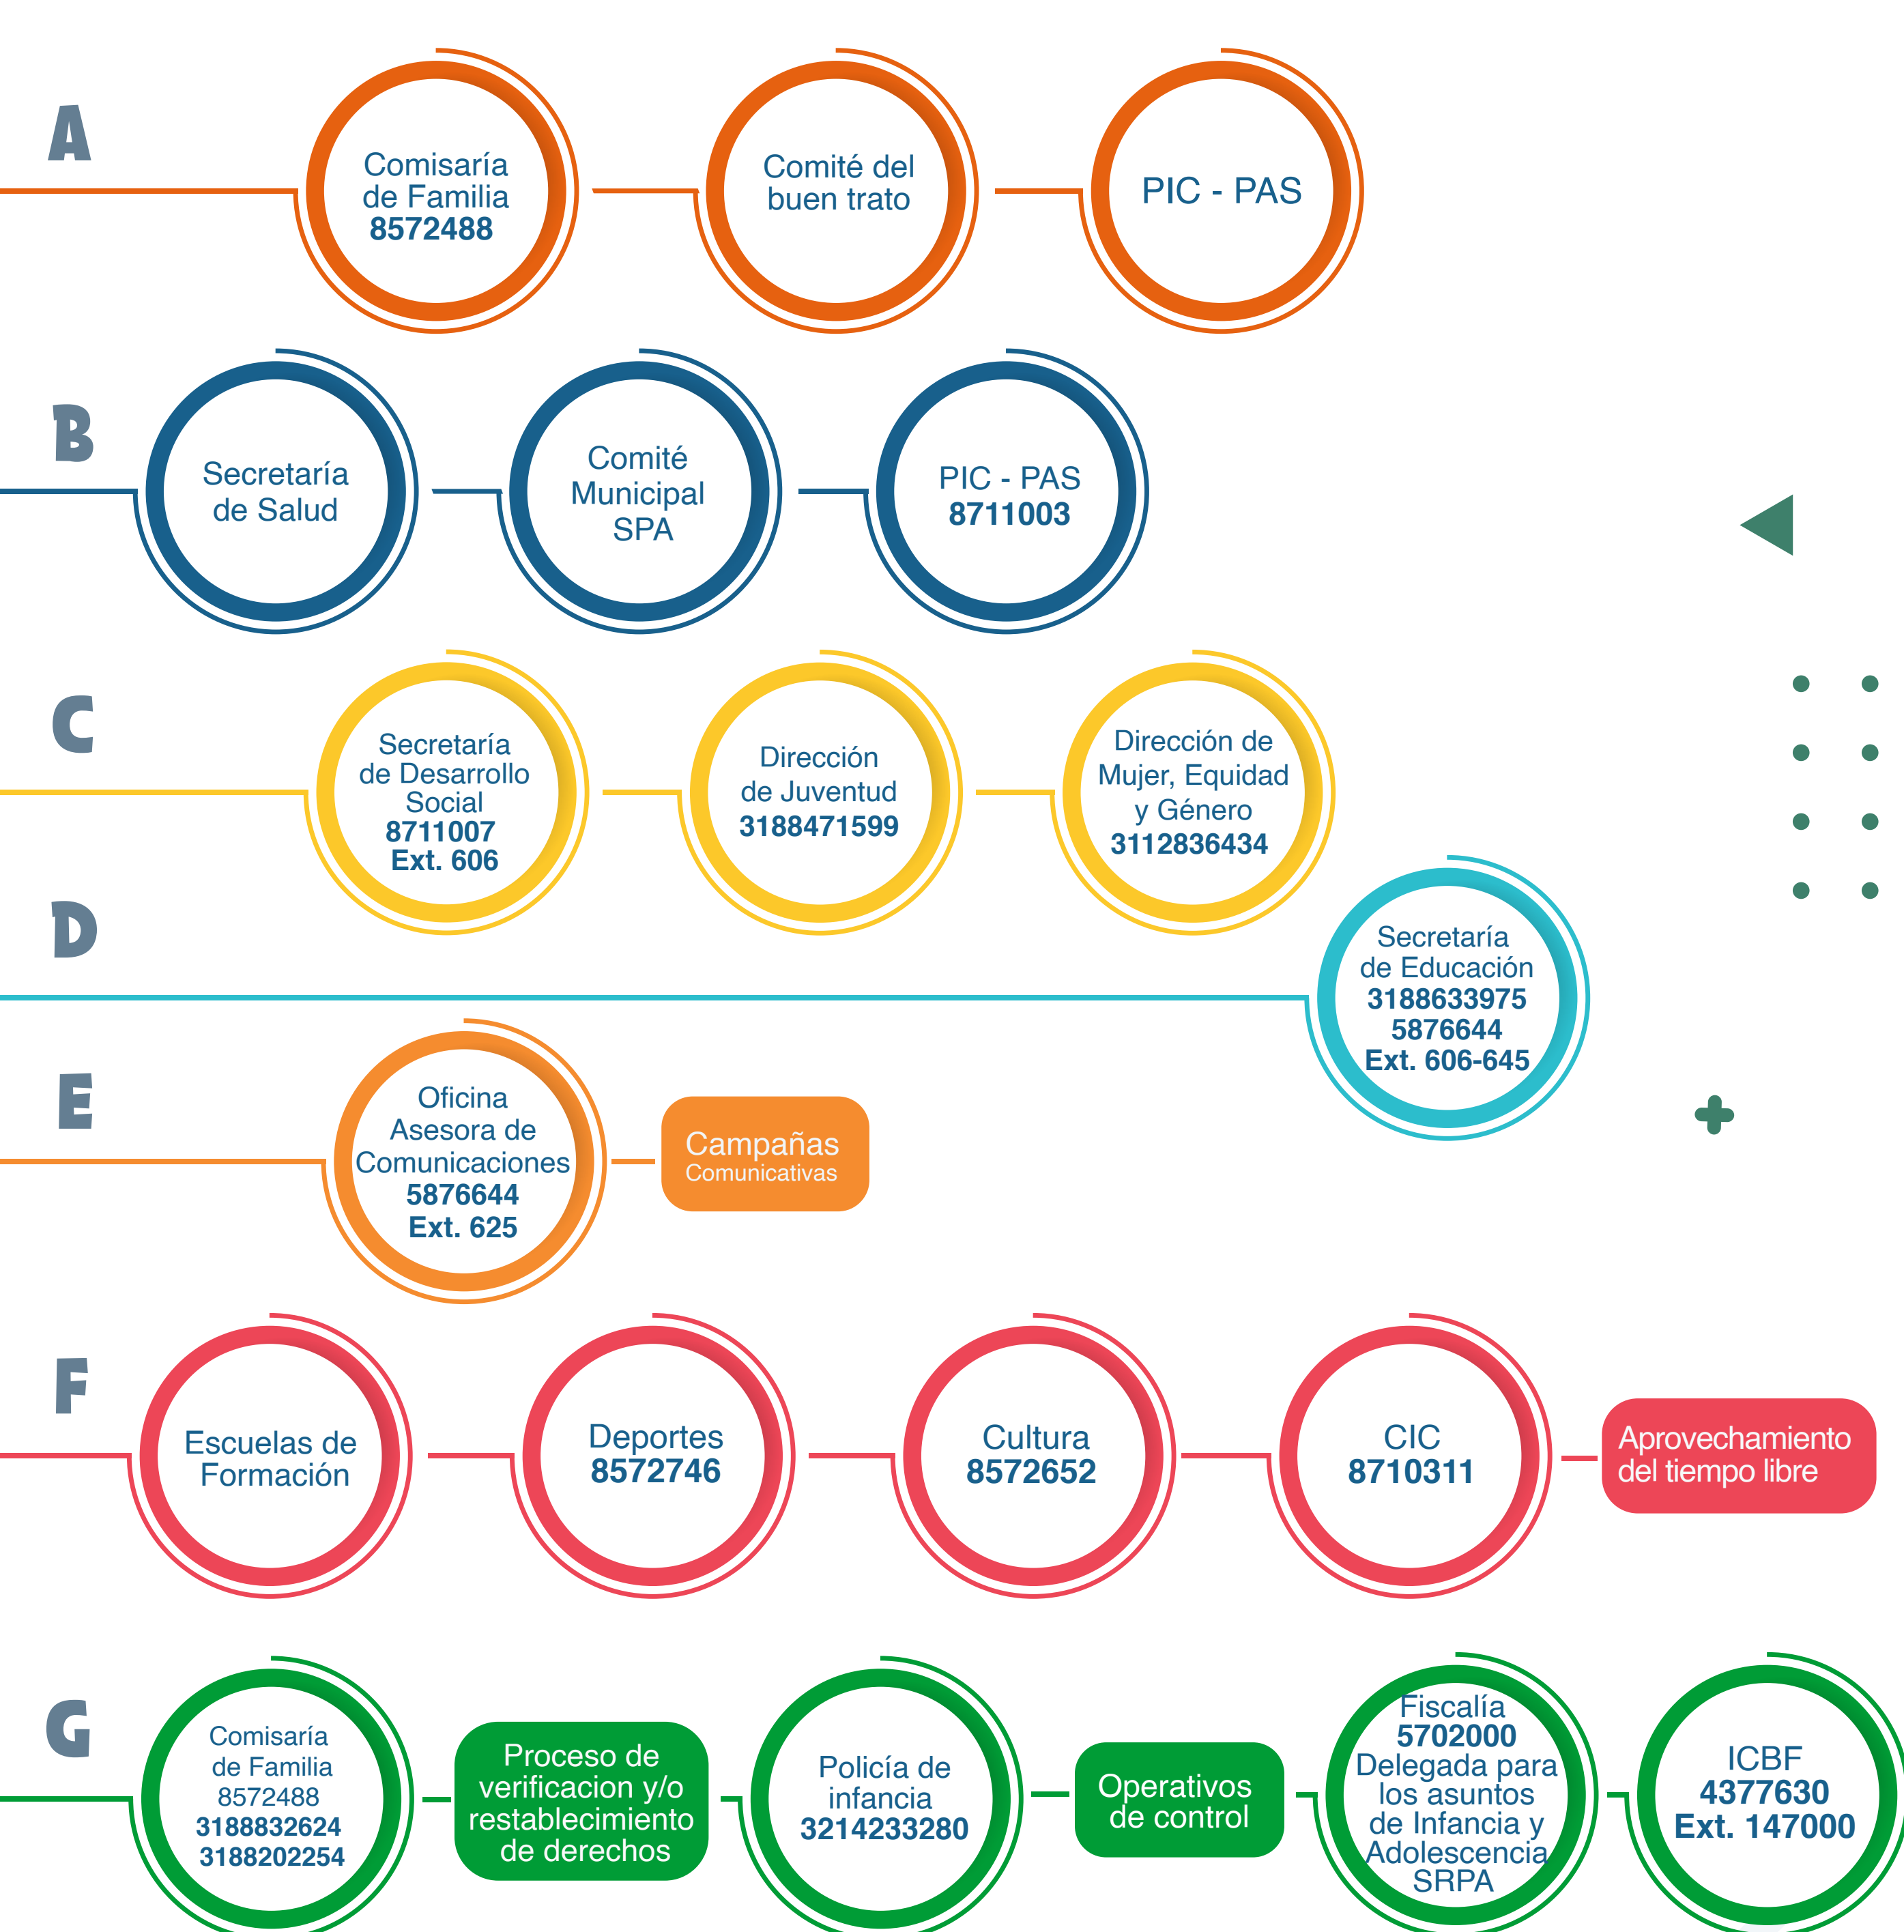 A
Comisaría
de Familia
8572488
Comité del
buen trato
PIC - PAS
B
Secretaría
de Salud
Comité
Municipal
SPA
PIC - PAS
8711003
C
Secretaría
de Desarrollo
Social
8711007
Ext. 606
Dirección
de Juventud
3188471599
Dirección de
Mujer, Equidad
y Género
3112836434
D
Secretaría
de Educación
3188633975
5876644
Ext. 606-645
E
Oficina
Asesora de
Comunicaciones
5876644
Ext. 625
Campañas
Comunicativas
F
Escuelas de
Formación
Deportes
8572746
Cultura
8572652
CIC
8710311
Aprovechamiento
del tiempo libre
G
Comisaría
de Familia
8572488
3188832624
3188202254
Proceso de
verificacion y/o
restablecimiento
de derechos
Policía de
infancia
3214233280
Operativos
de control
Fiscalía
5702000
Delegada para
los asuntos
de Infancia y
Adolescencia
SRPA
ICBF
4377630
Ext. 147000